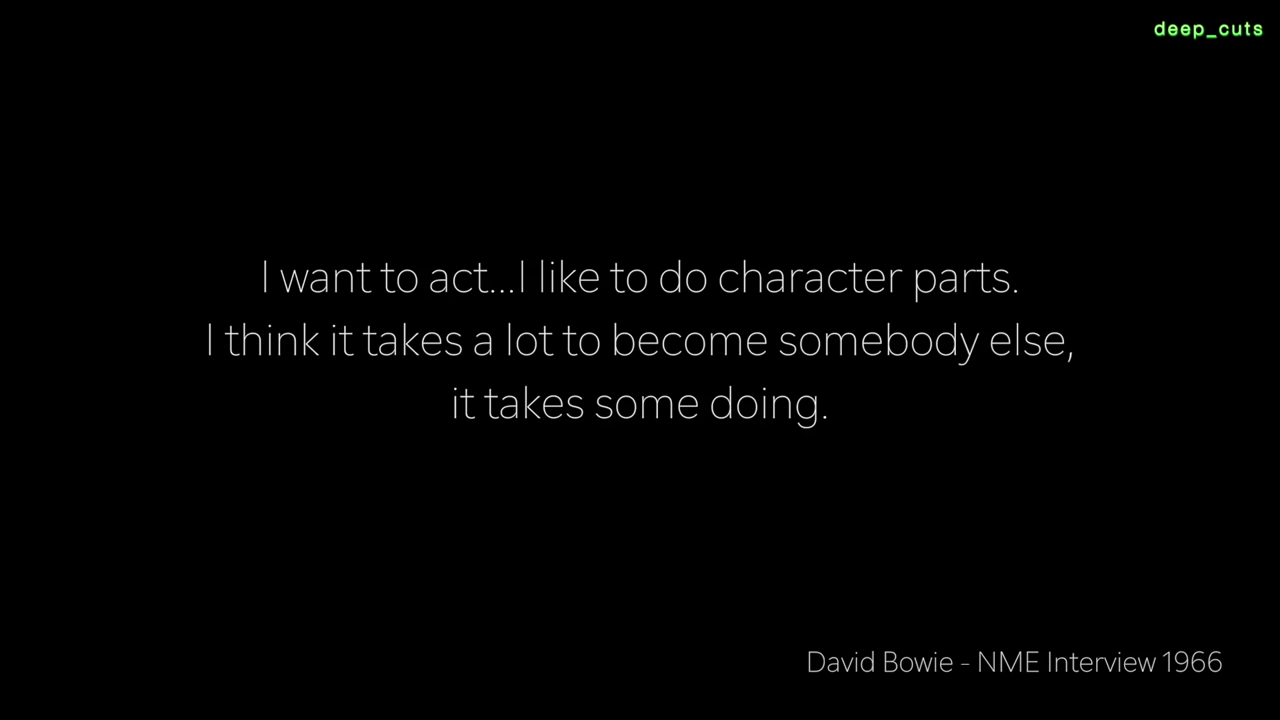 deep_cuts
I want to act...I like to do character parts.
I think it takes a lot to become somebody else,
it takes some doing.
David Bowie - NME Interview 1966